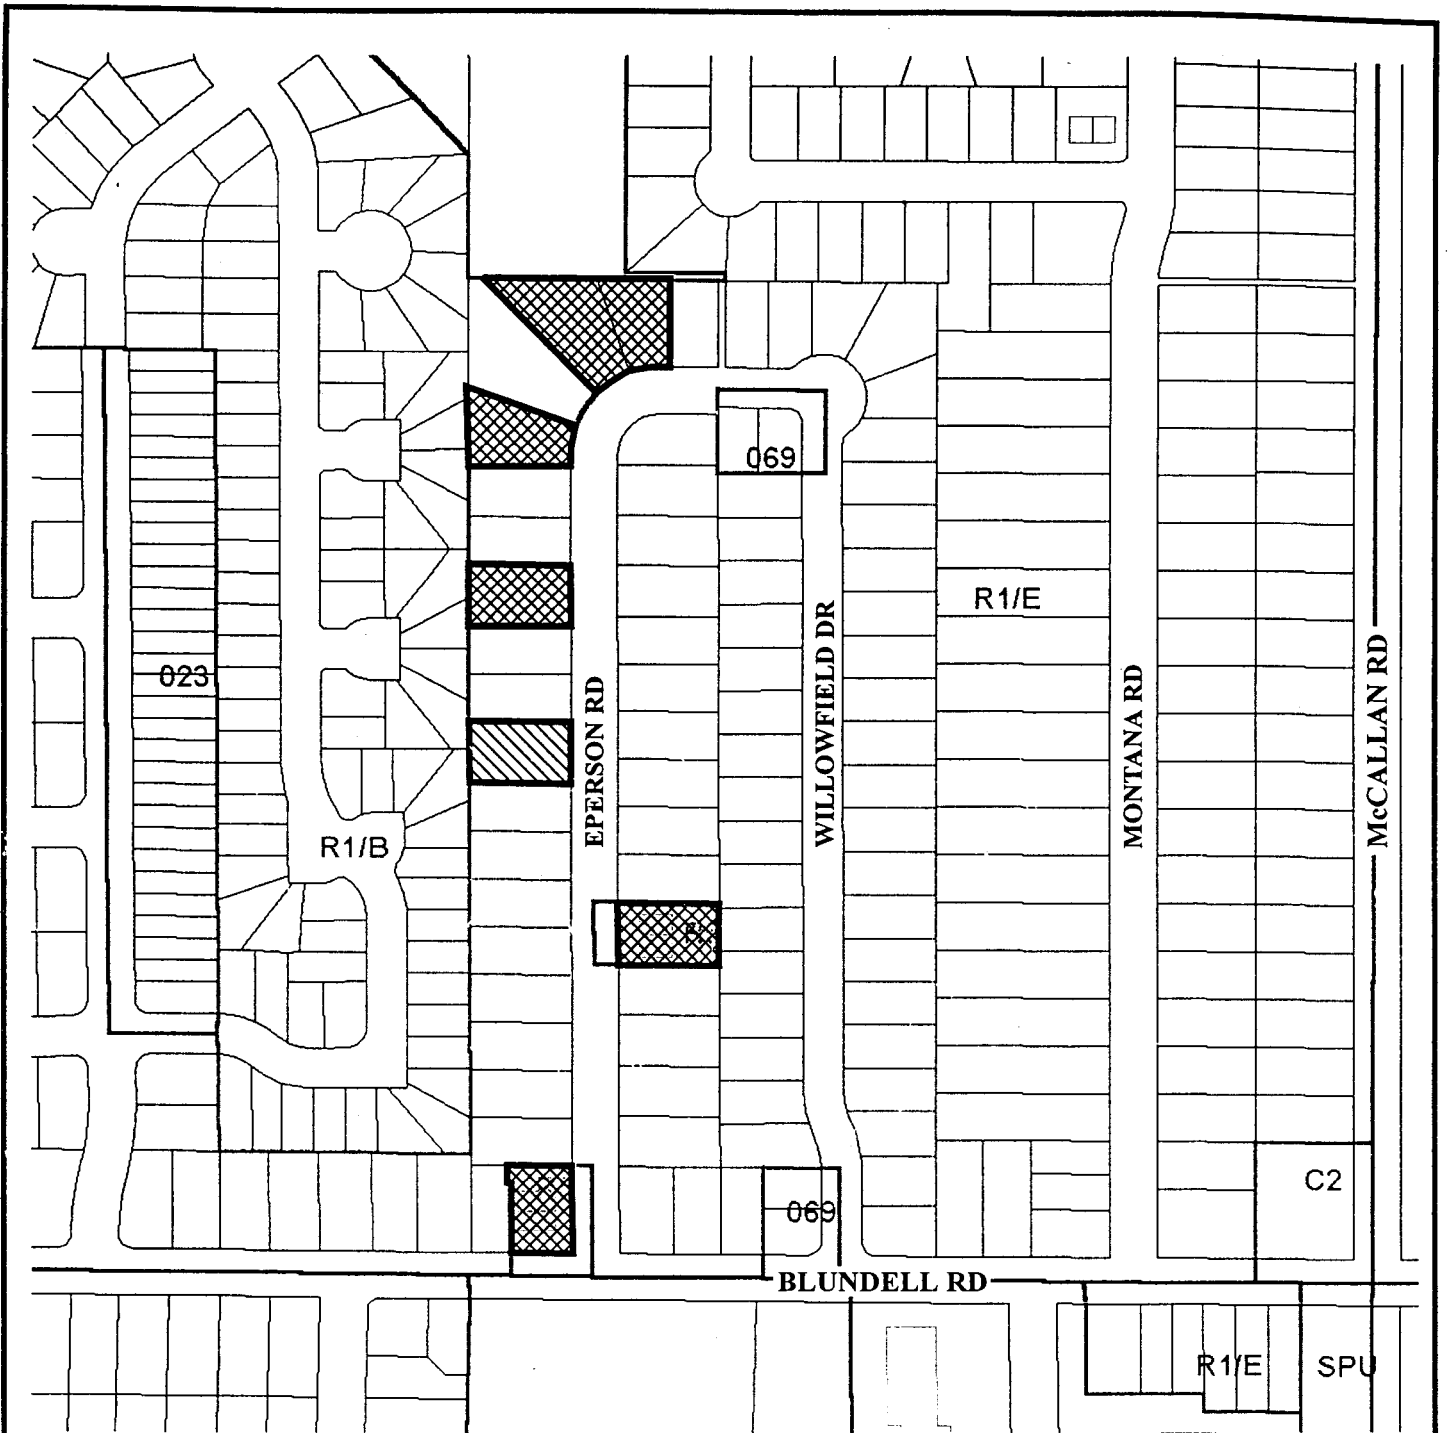 069
R1/E
023
EPERSON RD
WILLOWFIELD DR
MONTANA RD
McCALLAN RD
R1/B
C2
069
BLUNDELL RD
R1/E
SPU